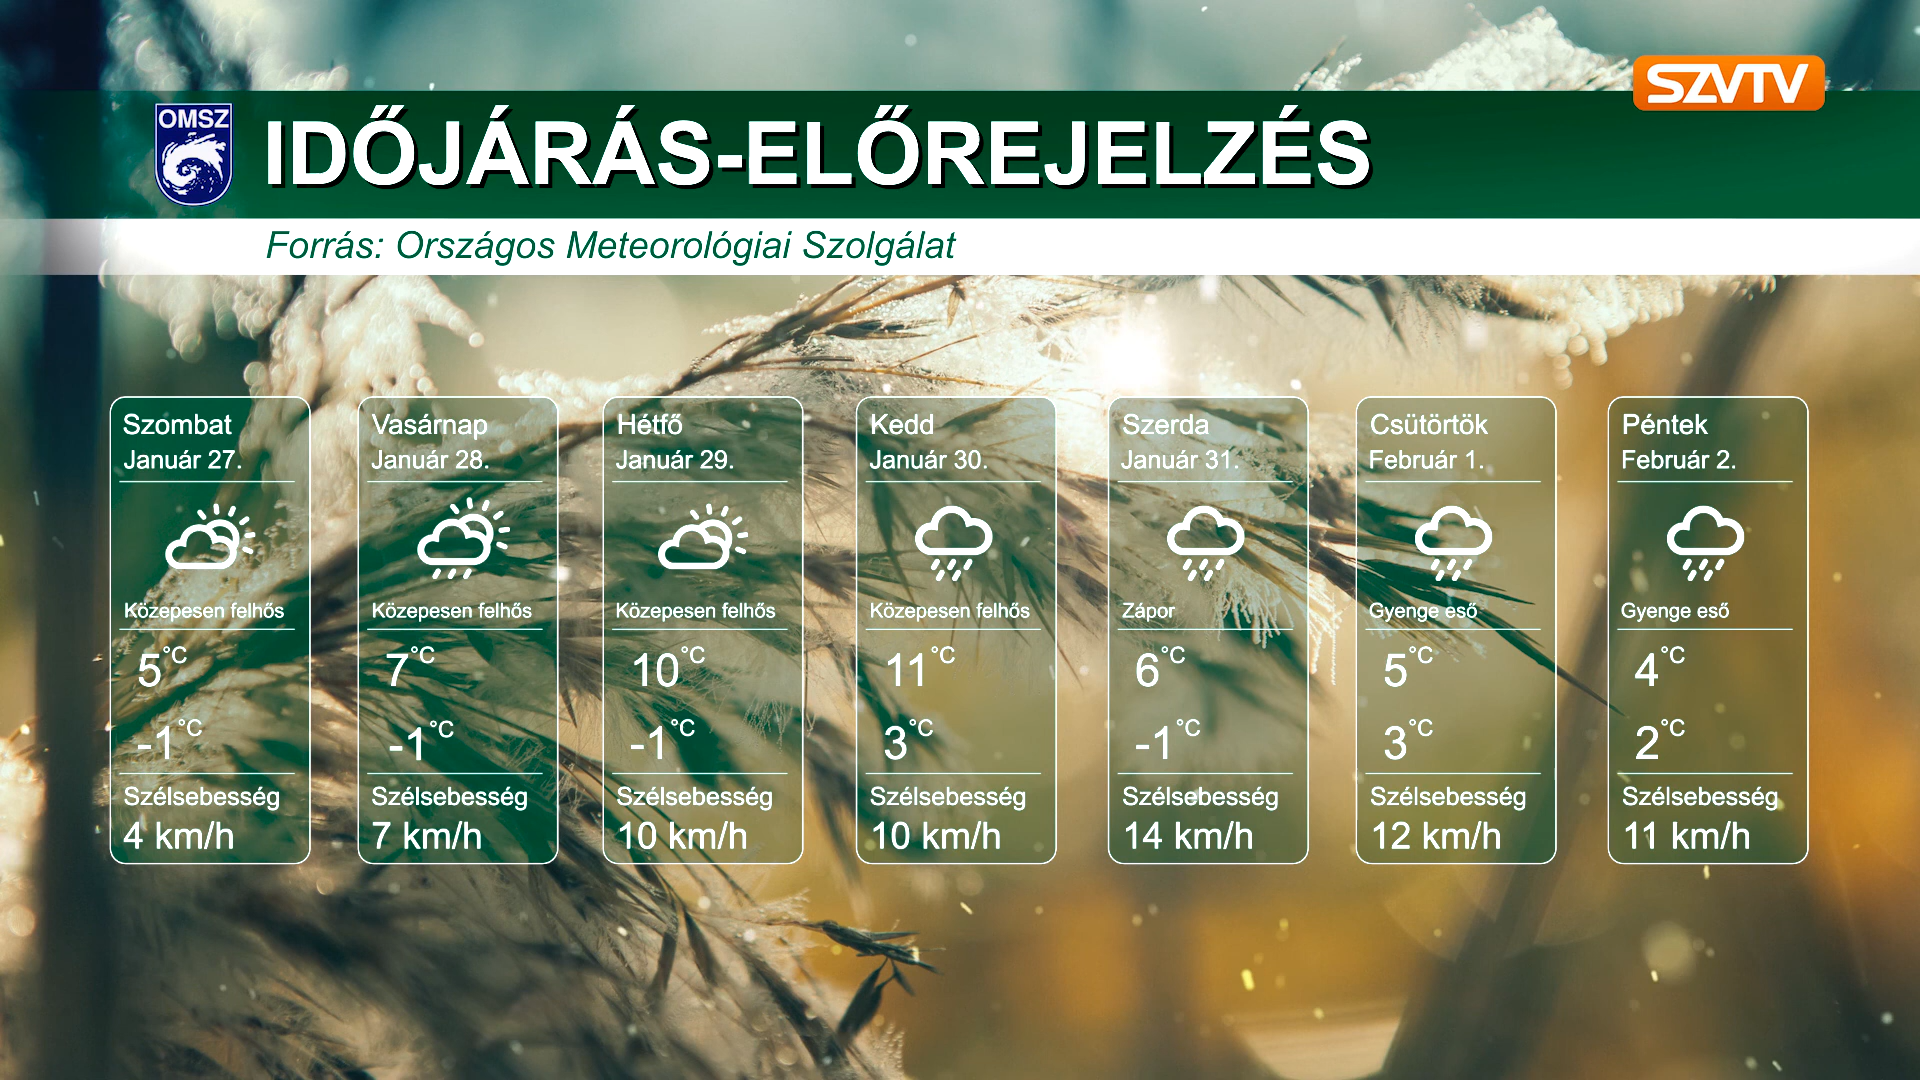 SZVTV
OMSZ
IDŐJÁRÁS-ELŐREJELZÉS
Forrás: Országos Meteorológiai Szolgálat
Szombat
Január 27.
Közepesen felhős
5°C
-1°C
Szélsebesség
4 km/h
Vasárnap
Január 28.
Közepesen felhős
7°C
-1°C
Szélsebesség
7 km/h
Hétfő
Január 29.
Közepesen felhős
10°C
-1°C
Szélsebesség
10 km/h
Kedd
Január 30.
Közepesen felhős
11°C
3°C
Szélsebesség
10 km/h
Szerda
Január 31.
Zápor
6°C
-1°C
Szélsebesség
14 km/h
Csütörtök
Február 1.
Gyenge eső
5°C
3°C
Szélsebesség
12 km/h
Péntek
Február 2.
Gyenge eső
4°C
2°C
Szélsebesség
11 km/h